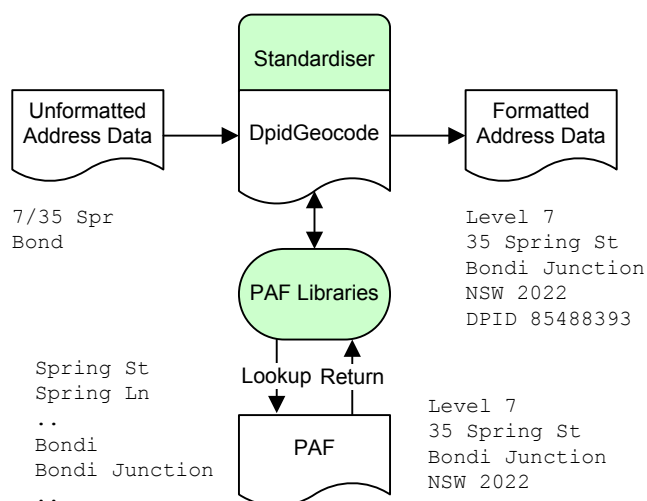 Standardiser
Unformatted
Address Data
DpidGeocode
Formatted
Address Data
7/35 Spr
Bond
Level 7
35 Spring St
Bondi Junction
NSW 2022
DPID 85488393
PAF Libraries
Lookup Return
Spring St
Spring Ln
..
Bondi
Bondi Junction
..
PAF
Level 7
35 Spring St
Bondi Junction
NSW 2022